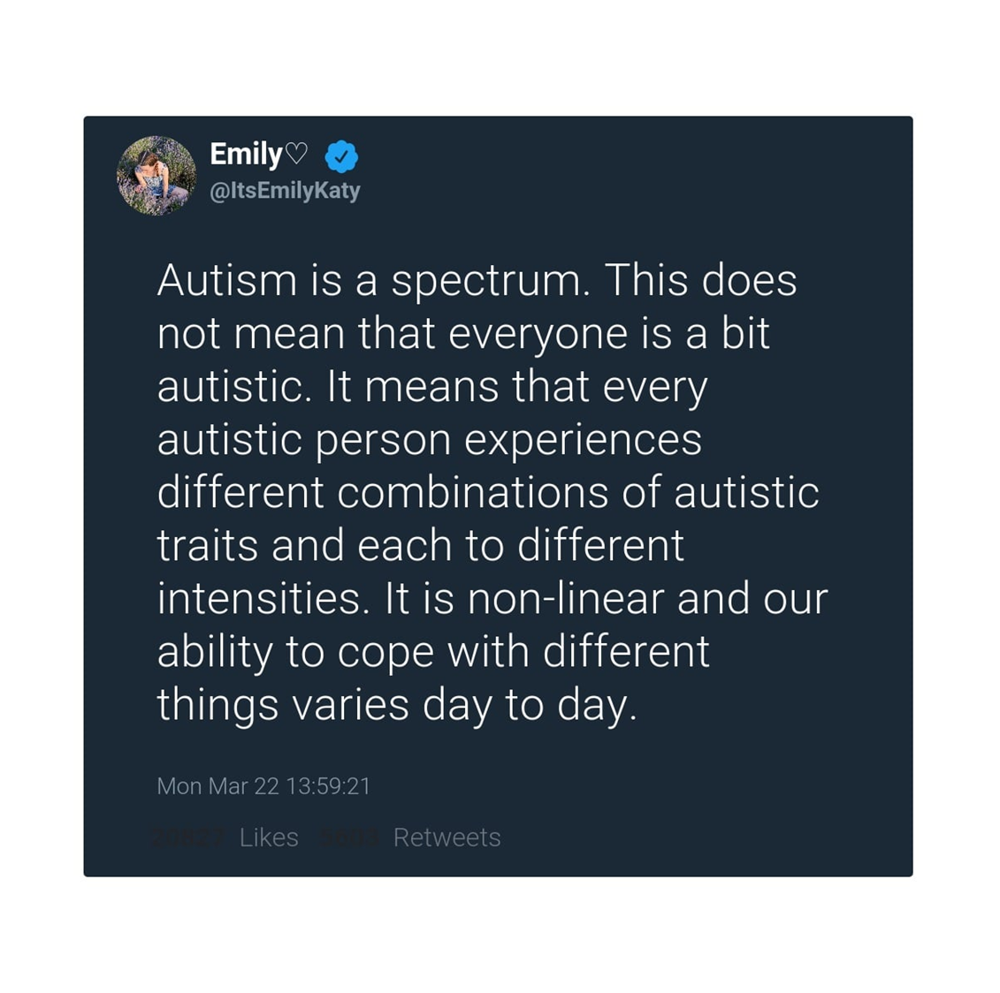 Emily♡
@ItsEmilyKaty
Autism is a spectrum. This does
not mean that everyone is a bit
autistic. It means that every
autistic person experiences
different combinations of autistic
traits and each to different
intensities. It is non-linear and our
ability to cope with different
things varies day to day.
Mon Mar 22 13:59:21
Likes Retweets